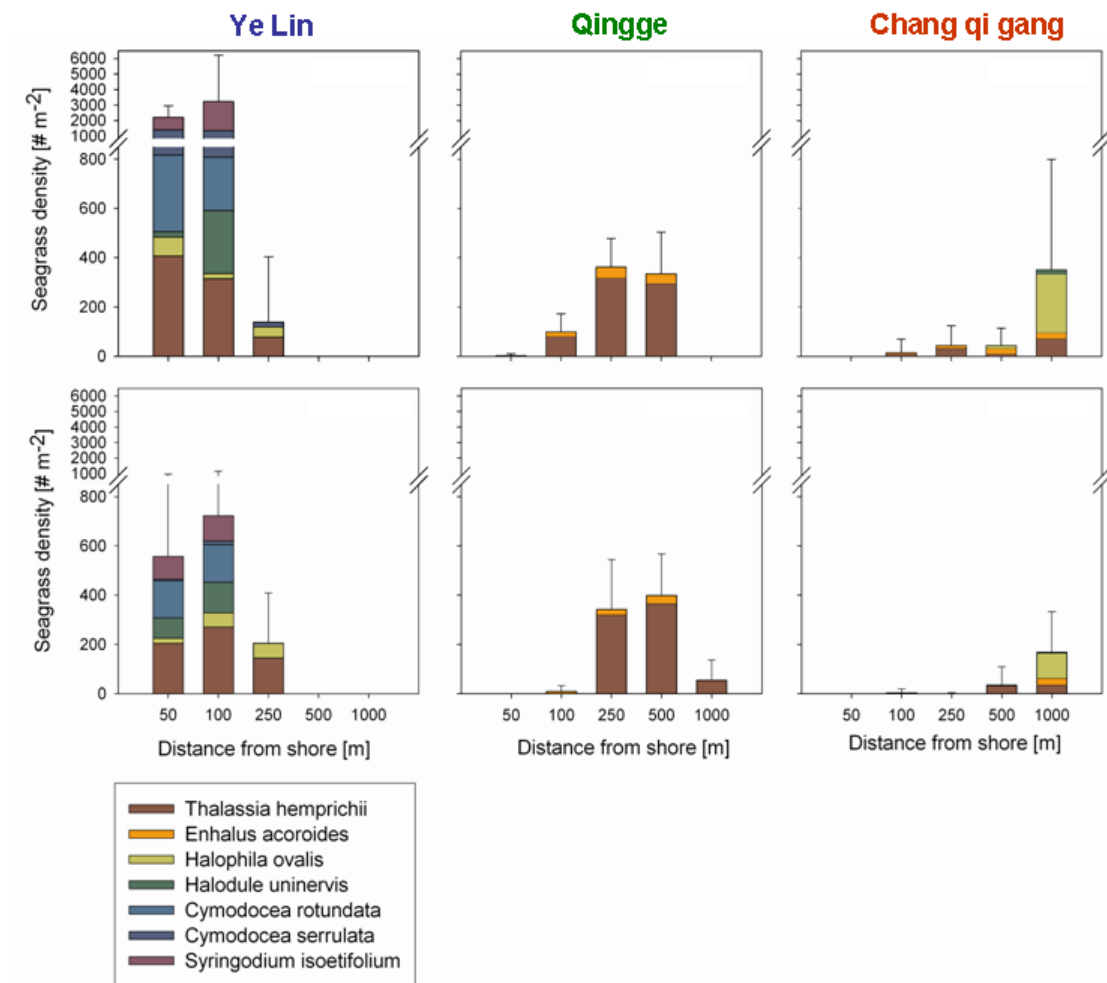 Ye Lin
Qingge
Chang qi gang
Seagrass density [# m-2]
6000
5000
4000
3000
2000
1000
800
600
400
200
0
Seagrass density [# m-2]
6000
5000
4000
3000
2000
1000
800
600
400
200
0
50 100 250 500 1000
50 100 250 500 1000
50 100 250 500 1000
Distance from shore [m]
Distance from shore [m]
Distance from shore [m]
Thalassia hemprichii
Enhalus acoroides
Halophila ovalis
Halodule uninervis
Cymodocea rotundata
Cymodocea serrulata
Syringodium isoetifolium